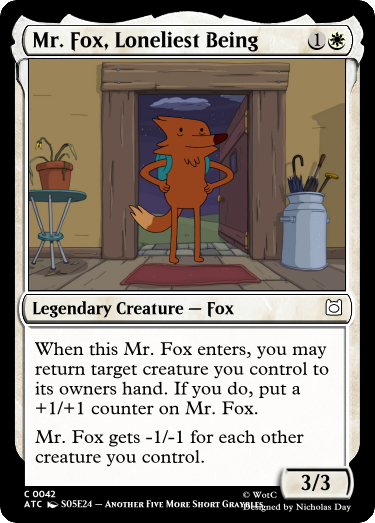 Mr. Fox, Loneliest Being 1
Legendary Creature — Fox
When this Mr. Fox enters, you may
return target creature you control to
its owners hand. If you do, put a
+1/+1 counter on Mr. Fox.
Mr. Fox gets -1/-1 for each other
creature you control.
3/3
C 0042
ATC S05E24 — Another Five More Short Graybles
© WotC
Designed by Nicholas Day